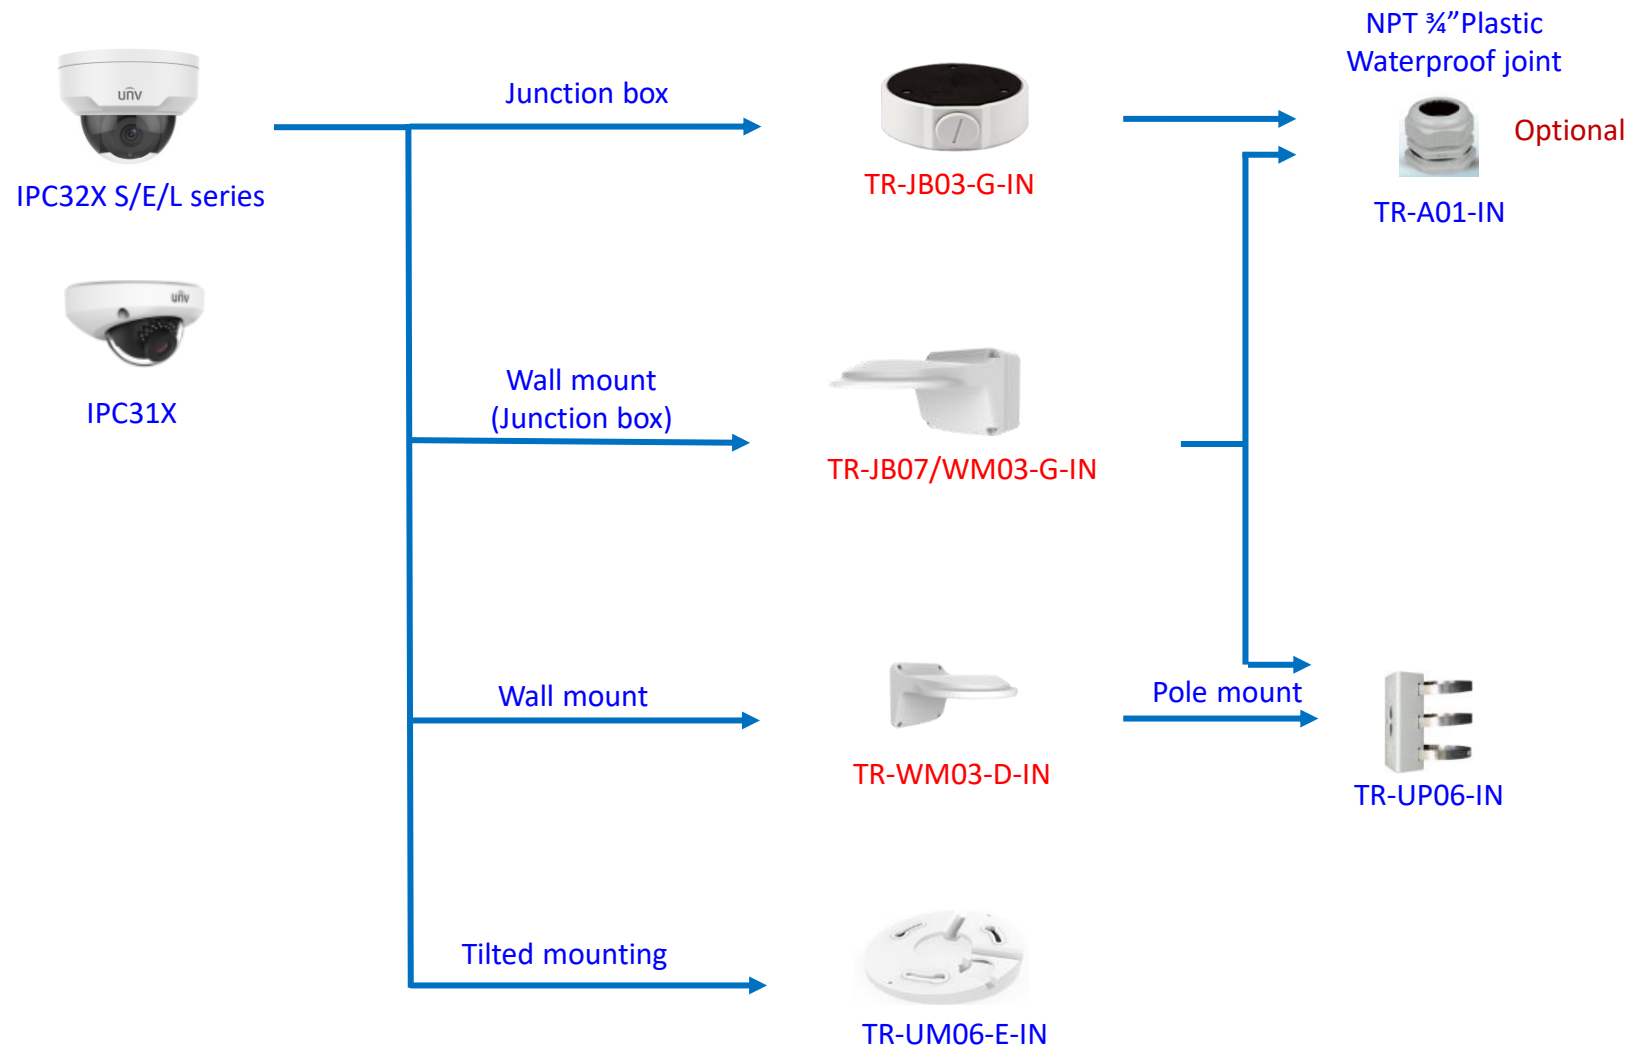 NPT ¾”Plastic
Waterproof joint
unv
Junction box
Optional
IPC32X S/E/L series
TR-JB03-G-IN
TR-A01-IN
unv
IPC31X
Wall mount
(Junction box)
TR-JB07/WM03-G-IN
Wall mount
Pole mount
TR-WM03-D-IN
TR-UP06-IN
Tilted mounting
TR-UM06-E-IN